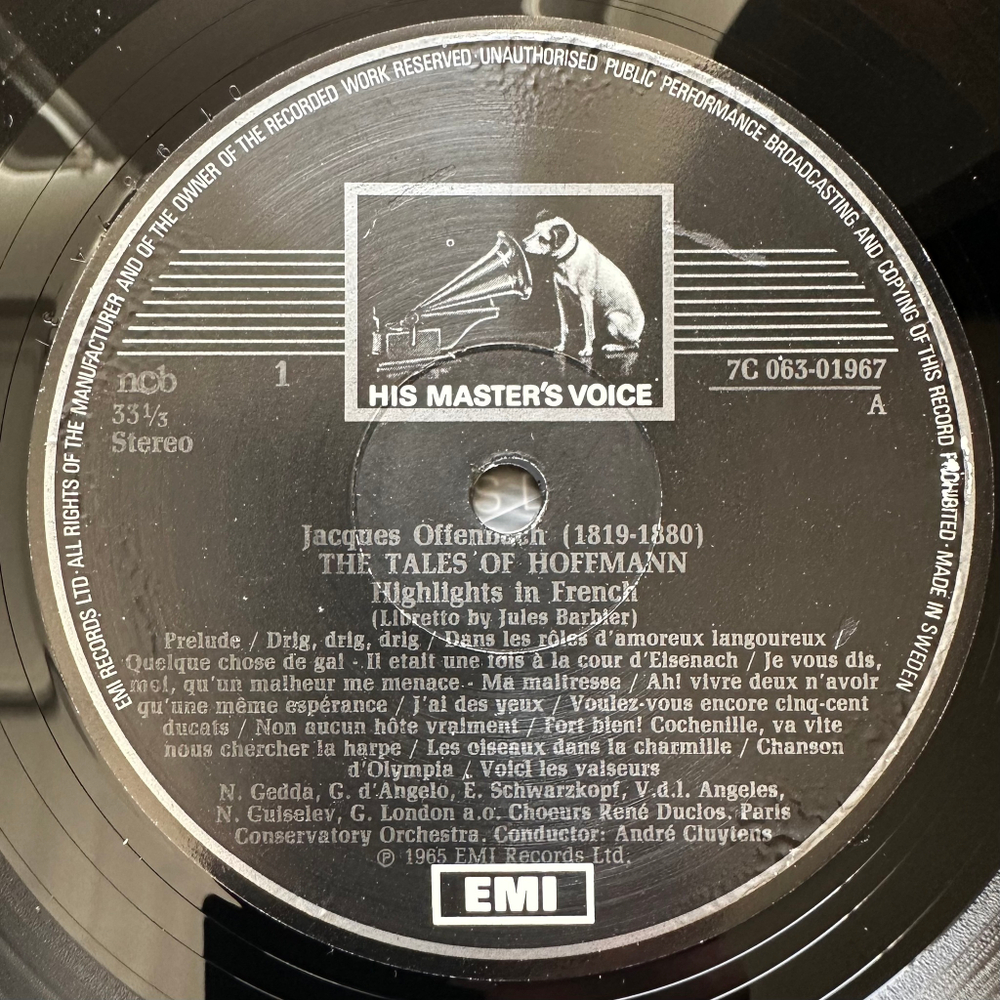 EMI RECORDS LTD · ALL RIGHTS OF THE MANUFACTURER AND OF THE OWNER OF THE RECORDED WORK RESERVED · UNAUTHORISED PUBLIC PERFORMANCE BROADCASTING AND COPYING OF THIS RECORD PROHIBITED · MADE IN SWEDEN
HIS MASTER'S VOICE
ncb 1
33⅓
Stereo
7C 063-01967
A
Jacques Offenbach (1819-1880)
THE TALES OF HOFFMANN
Highlights in French
(Libretto by Jules Barbier)
Prelude / Drig, drig, drig / Dans les rôles d'amoreux langoureux /
Quelque chose de gai - Il etait une fois à la cour d'Eisenach / Je vous dis,
moi, qu'un malheur me menace - Ma maîtresse / Ah! vivre deux n'avoir
qu'une même espérance / J'ai des yeux / Voulez-vous encore cinq-cent
ducats / Non aucun hôte vraiment / Fort bien! Cochenille, va vite
nous chercher la harpe / Les oiseaux dans la charmille / Chanson
d'Olympia / Voici les valseurs
N. Gedda, G. d'Angelo, E. Schwarzkopf, V.d.l. Angeles,
N. Guiselev, G. London a.o. Choeurs René Duclos, Paris
Conservatory Orchestra. Conductor: André Cluytens
℗ 1965 EMI Records Ltd.
EMI